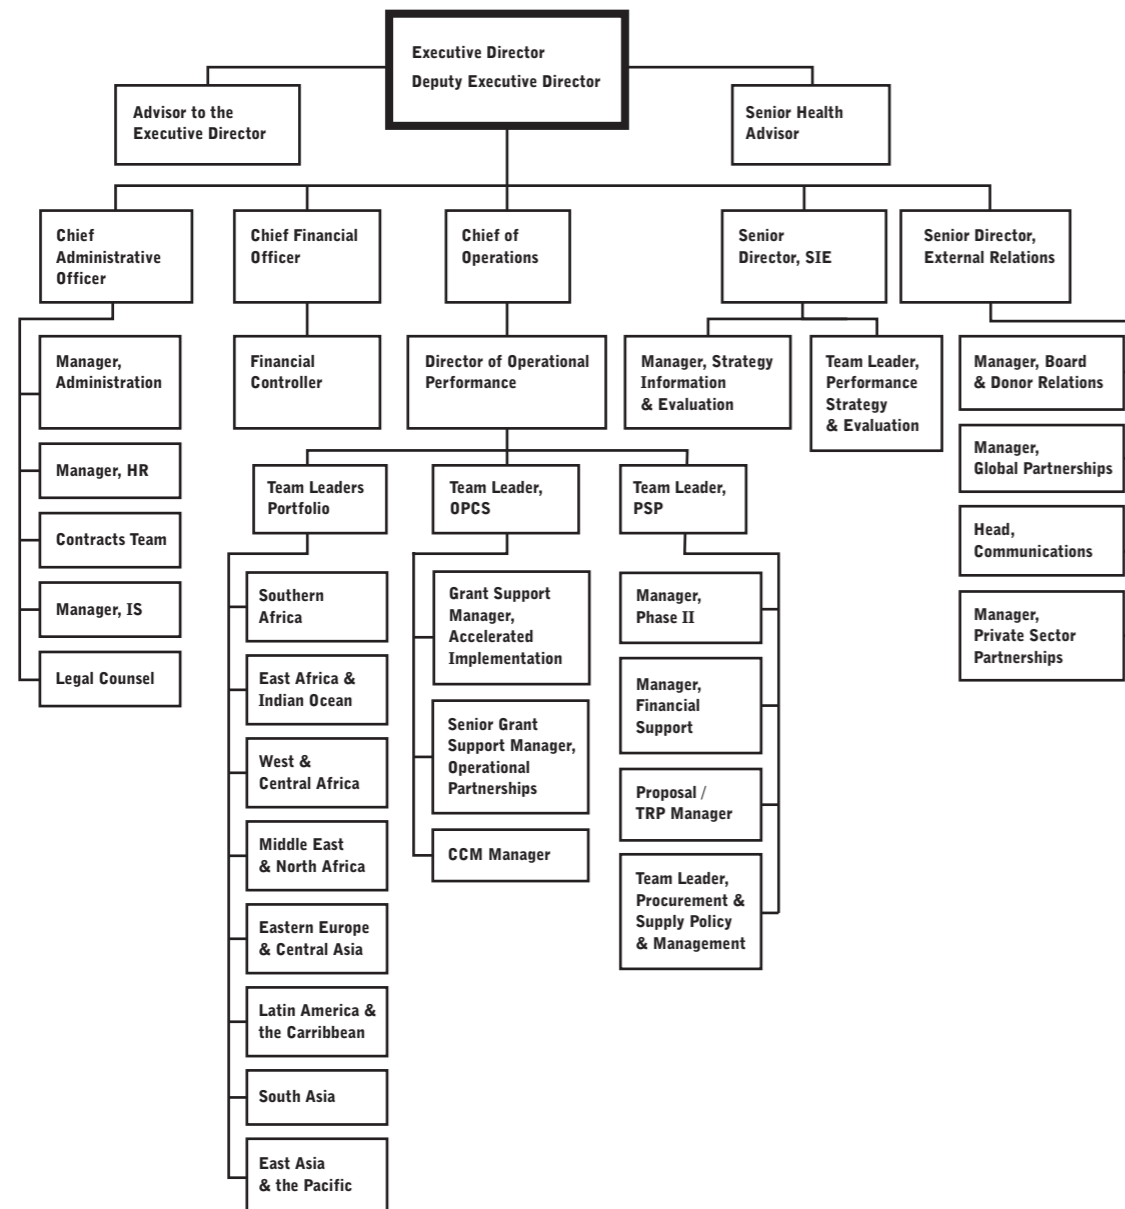 Executive Director
Deputy Executive Director
Advisor to the
Executive Director
Senior Health
Advisor
Chief
Administrative
Officer
Chief Financial
Officer
Chief of
Operations
Senior
Director, SIE
Senior Director,
External Relations
Manager,
Administration
Manager, HR
Contracts Team
Manager, IS
Legal Counsel
Financial
Controller
Director of Operational
Performance
Manager, Strategy
Information
& Evaluation
Team Leader,
Performance
Strategy
& Evaluation
Manager, Board
& Donor Relations
Manager,
Global Partnerships
Head,
Communications
Manager,
Private Sector
Partnerships
Team Leaders
Portfolio
Team Leader,
OPCS
Team Leader,
PSP
Southern
Africa
East Africa &
Indian Ocean
West &
Central Africa
Middle East
& North Africa
Eastern Europe
& Central Asia
Latin America &
the Carribbean
South Asia
East Asia
& the Pacific
Grant Support
Manager,
Accelerated
Implementation
Senior Grant
Support Manager,
Operational
Partnerships
CCM Manager
Manager,
Phase II
Manager,
Financial
Support
Proposal /
TRP Manager
Team Leader,
Procurement &
Supply Policy
& Management